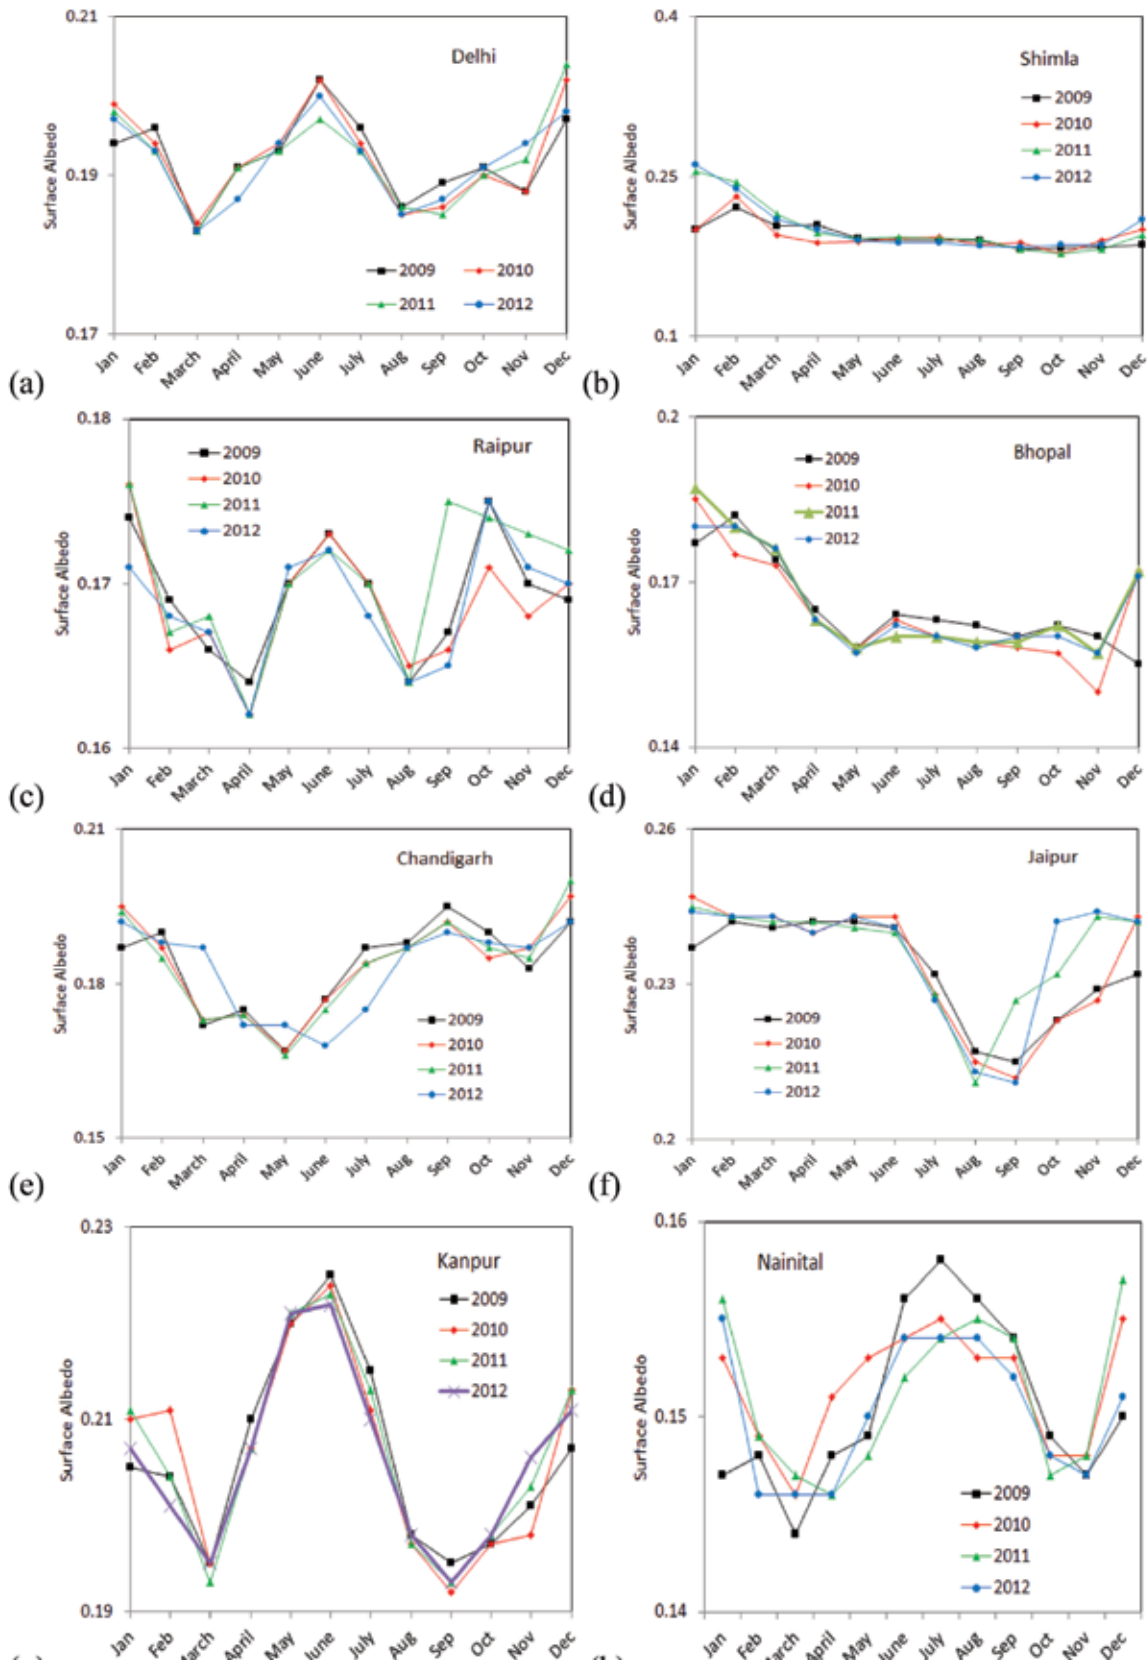 0.21
Delhi
Surface Albedo
0.19
2009 2010
2011 2012
0.17
Jan Feb March April May June July Aug Sep Oct Nov Dec
(a)
0.4
Shimla
2009
2010
2011
2012
Surface Albedo
0.25
0.1
Jan Feb March April May June July Aug Sep Oct Nov Dec
(b)
0.18
Raipur
2009
2010
2011
2012
Surface Albedo
0.17
0.16
Jan Feb March April May June July Aug Sep Oct Nov Dec
(c)
0.2
Bhopal
2009
2010
2011
2012
Surface Albedo
0.17
0.14
Jan Feb March April May June July Aug Sep Oct Nov Dec
(d)
0.21
Chandigarh
Surface Albedo
0.18
2009
2010
2011
2012
0.15
Jan Feb March April May June July Aug Sep Oct Nov Dec
(e)
0.26
Jaipur
Surface Albedo
0.23
2009
2010
2011
2012
0.2
Jan Feb March April May June July Aug Sep Oct Nov Dec
(f)
0.23
Kanpur
2009
2010
2011
2012
Surface Albedo
0.21
0.19
Jan Feb March April May June July Aug Sep Oct Nov Dec
0.16
Nainital
Surface Albedo
0.15
2009
2010
2011
2012
0.14
Jan Feb March April May June July Aug Sep Oct Nov Dec